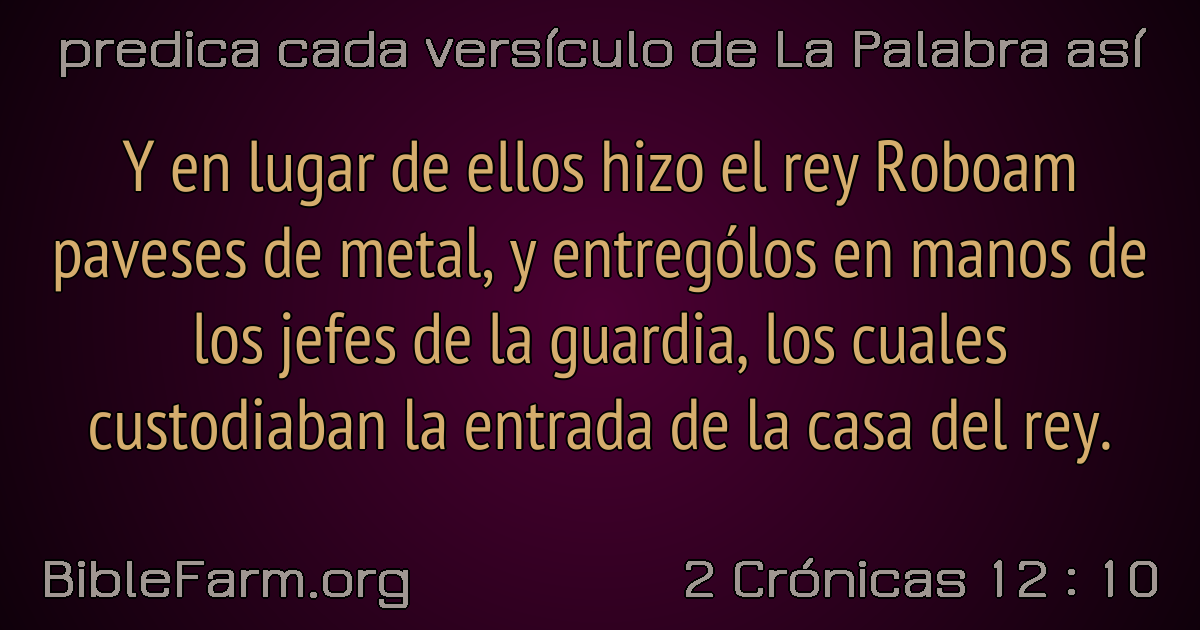 predica cada versículo de La Palabra así
Y en lugar de ellos hizo el rey Roboam
paveses de metal, y entrególos en manos de
los jefes de la guardia, los cuales
custodiaban la entrada de la casa del rey.
BibleFarm.org
2 Crónicas 12 : 10